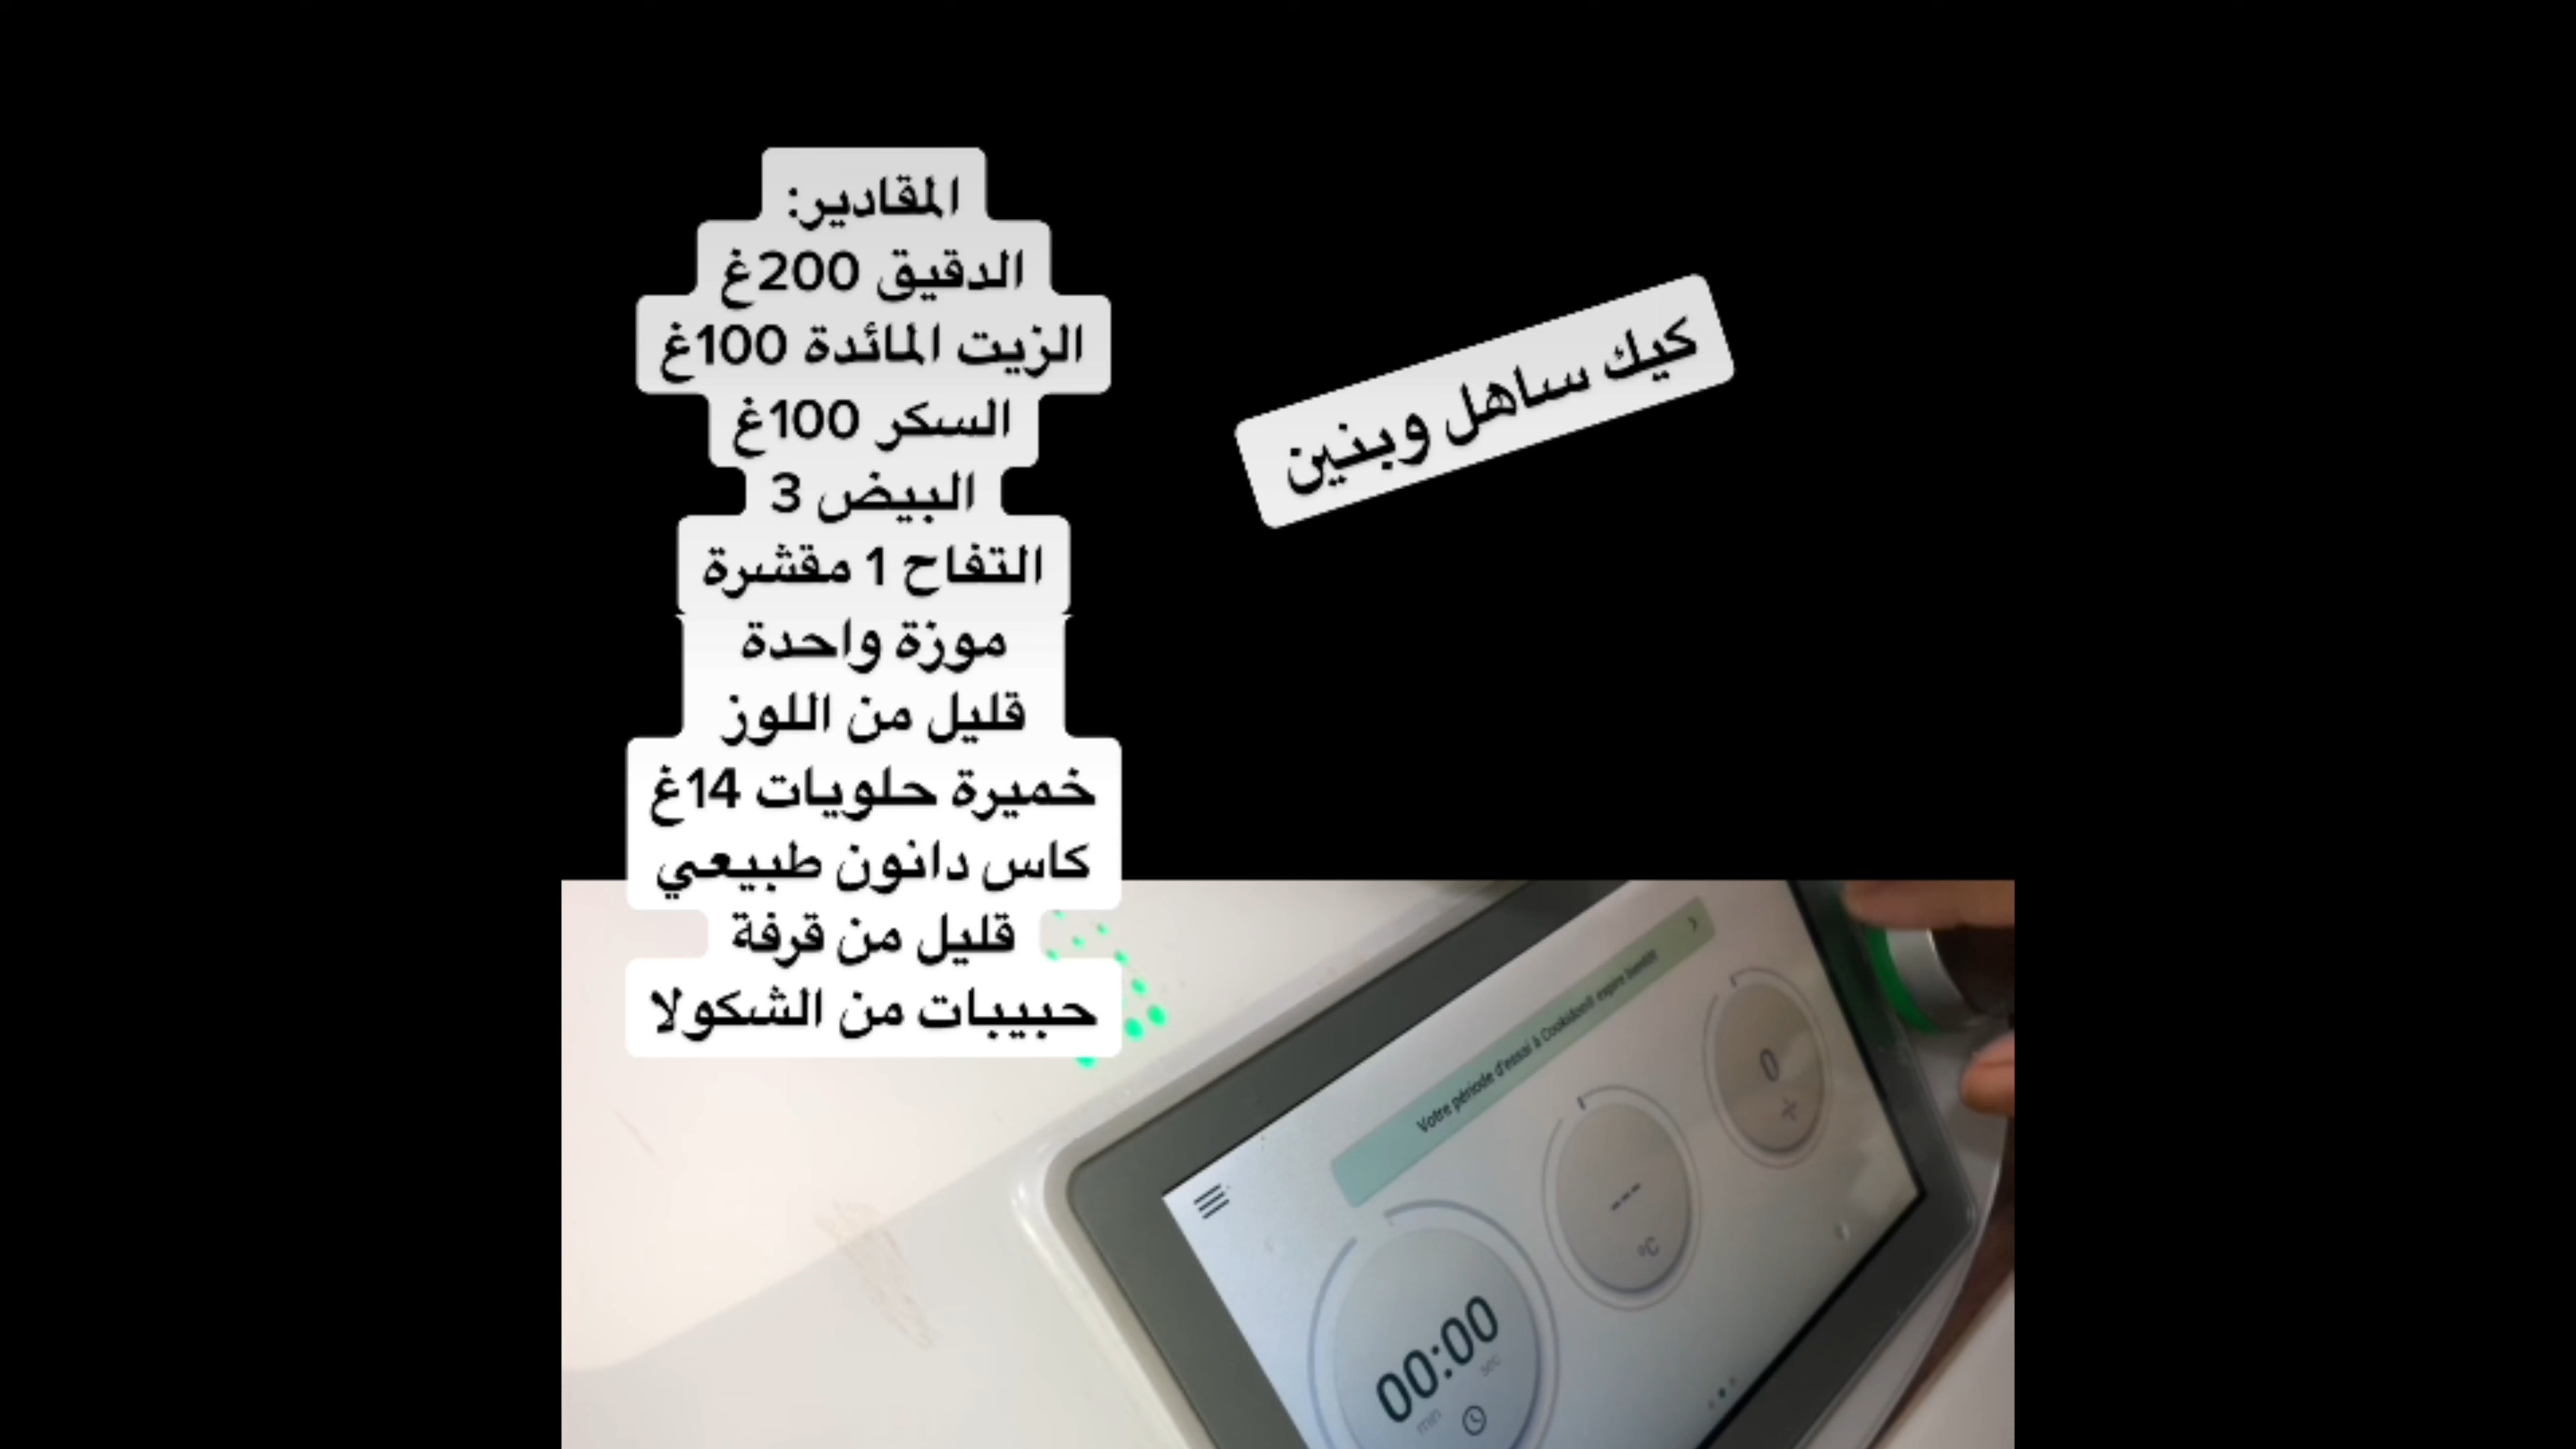 المقادير:
الدقيق 200غ
الزيت المائدة 100غ
السكر 100غ
البيض 3
التفاح 1 مقشرة
موزة واحدة
قليل من اللوز
خميرة حلويات 14غ
كاس دانون طبيعي
قليل من قرفة
حبيبات من الشكولا
كيك ساهل وبنين
Votre période d'essai à Cookidoo® expire bientôt
0
---
°C
00:00
min
sec